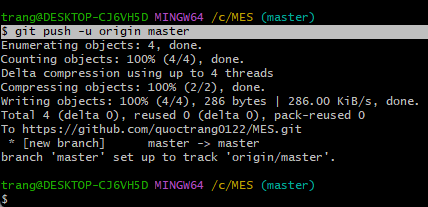 trang@DESKTOP-CJ6VH5D MINGW64 /c/MES (master)
$ git push -u origin master
Enumerating objects: 4, done.
Counting objects: 100% (4/4), done.
Delta compression using up to 4 threads
Compressing objects: 100% (2/2), done.
Writing objects: 100% (4/4), 286 bytes | 286.00 KiB/s, done.
Total 4 (delta 0), reused 0 (delta 0), pack-reused 0
To https://github.com/quoctrang0122/MES.git
 * [new branch]      master -> master
branch 'master' set up to track 'origin/master'.
trang@DESKTOP-CJ6VH5D MINGW64 /c/MES (master)
$